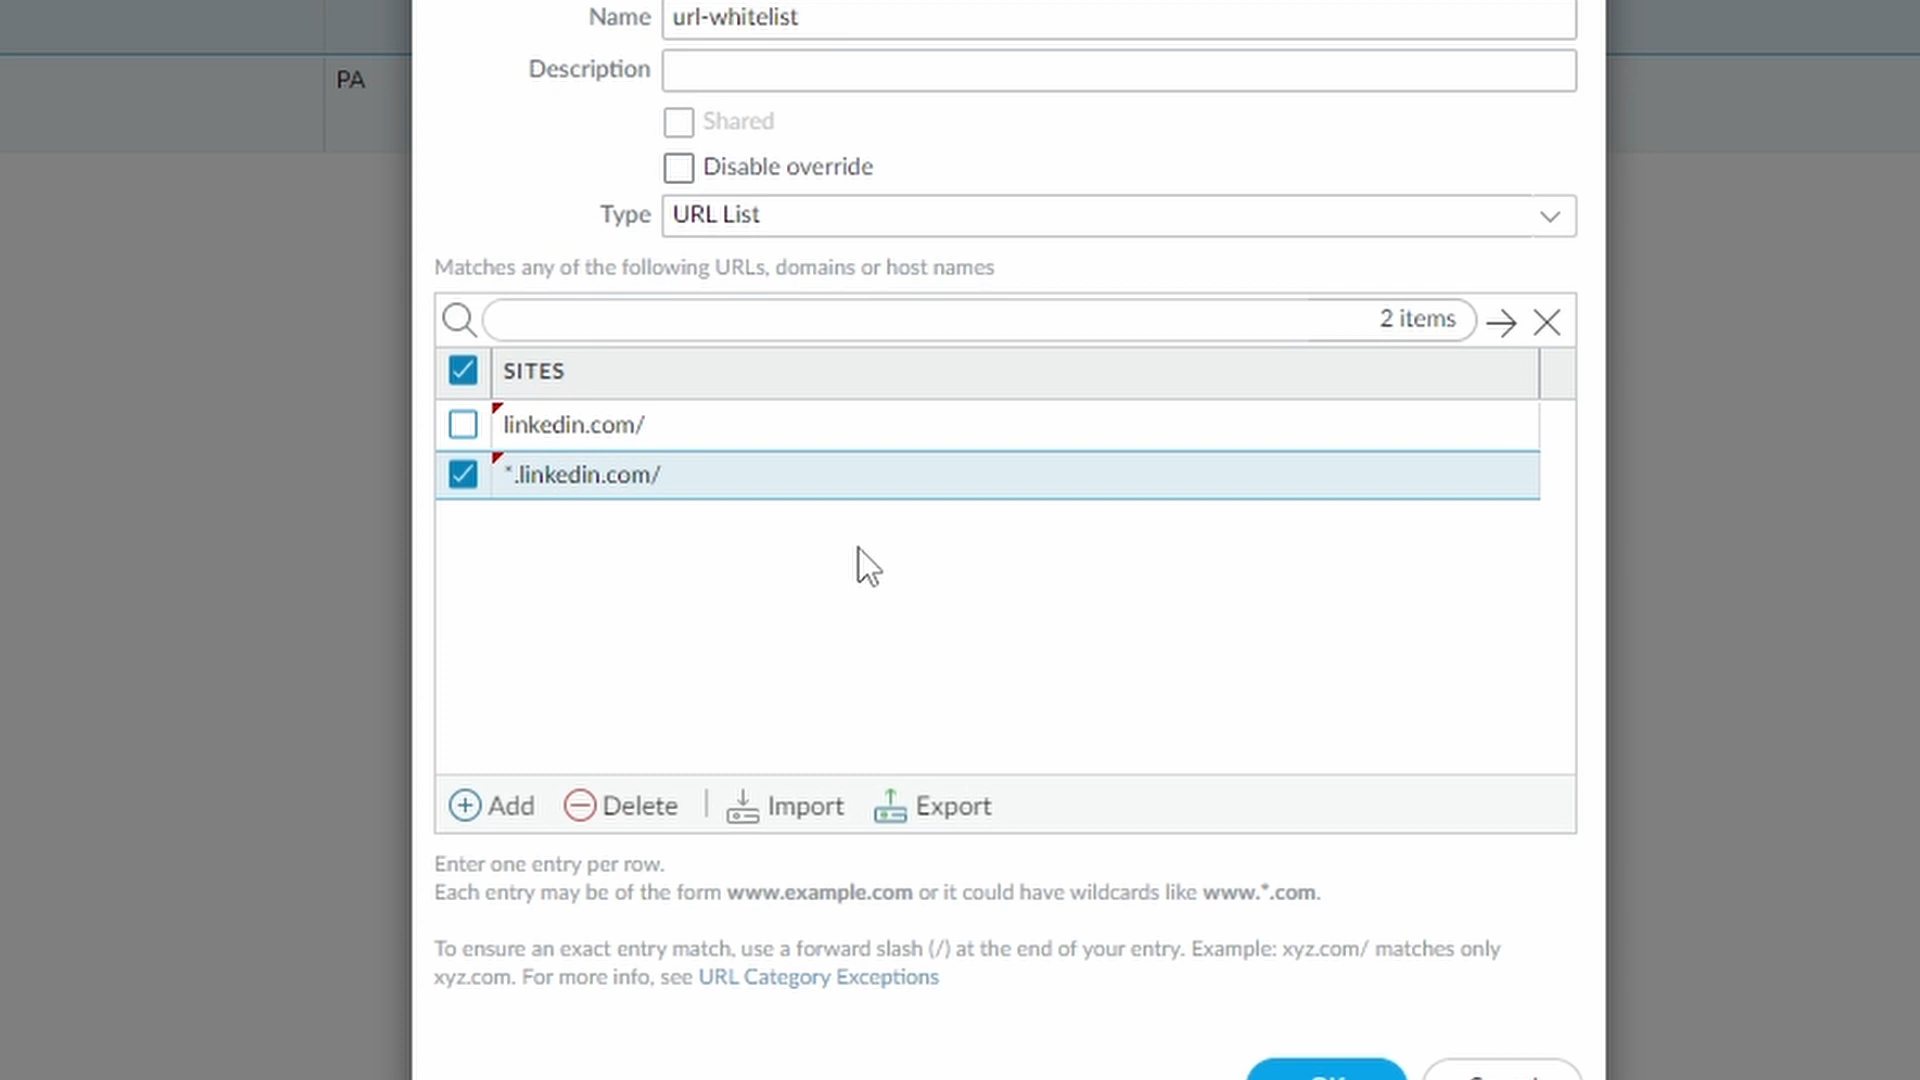 Name url-whitelist
PA
Description
Shared
Disable override
Type URL List
Matches any of the following URLs, domains or host names
2 items
SITES
linkedin.com/
*.linkedin.com/
Add Delete Import Export
Enter one entry per row.
Each entry may be of the form www.example.com or it could have wildcards like www.*.com.
To ensure an exact entry match, use a forward slash (/) at the end of your entry. Example: xyz.com/ matches only
xyz.com. For more info, see URL Category Exceptions